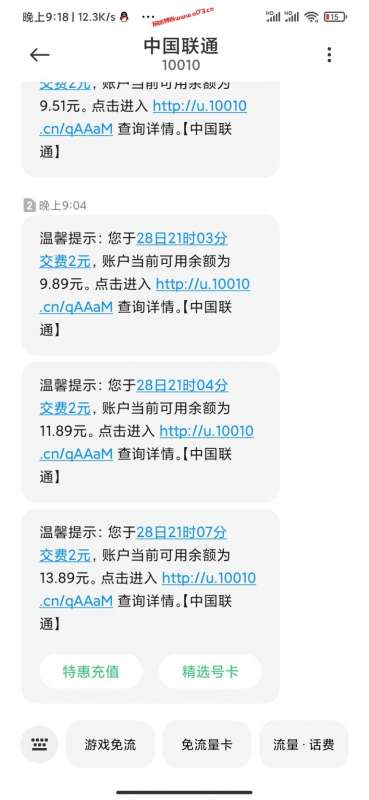 晚上9:18 | 12.3K/s
中国联通
10010
交费2元，账户当前可用余额为
9.51元。点击进入 http://u.10010
.cn/qAAaM 查询详情。【中国联
通】
2 晚上9:04
温馨提示：您于28日21时03分
交费2元，账户当前可用余额为
9.89元。点击进入 http://u.10010
.cn/qAAaM 查询详情。【中国联
通】
温馨提示：您于28日21时04分
交费2元，账户当前可用余额为
11.89元。点击进入 http://u.10010
.cn/qAAaM 查询详情。【中国联
通】
温馨提示：您于28日21时07分
交费2元，账户当前可用余额为
13.89元。点击进入 http://u.10010
.cn/qAAaM 查询详情。【中国联
通】
特惠充值 精选号卡
游戏免流 免流量卡 流量·话费